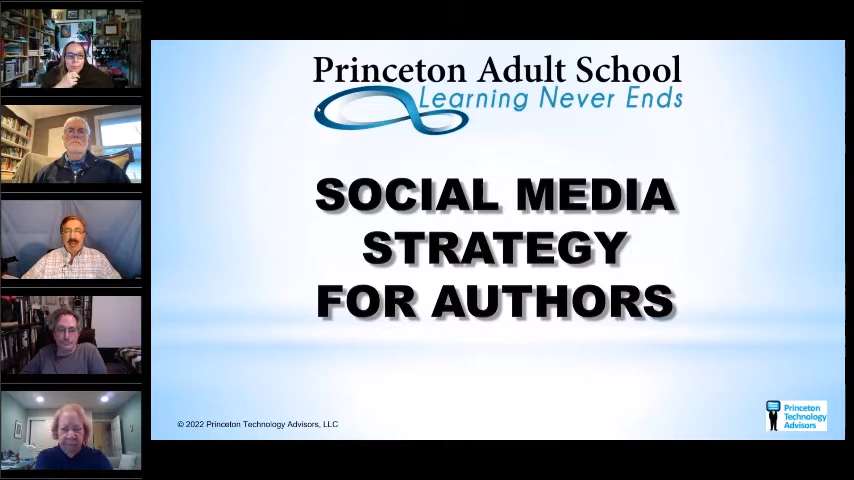 Princeton Adult School
Learning Never Ends
SOCIAL MEDIA
STRATEGY
FOR AUTHORS
© 2022 Princeton Technology Advisors, LLC
Princeton
Technology
Advisors